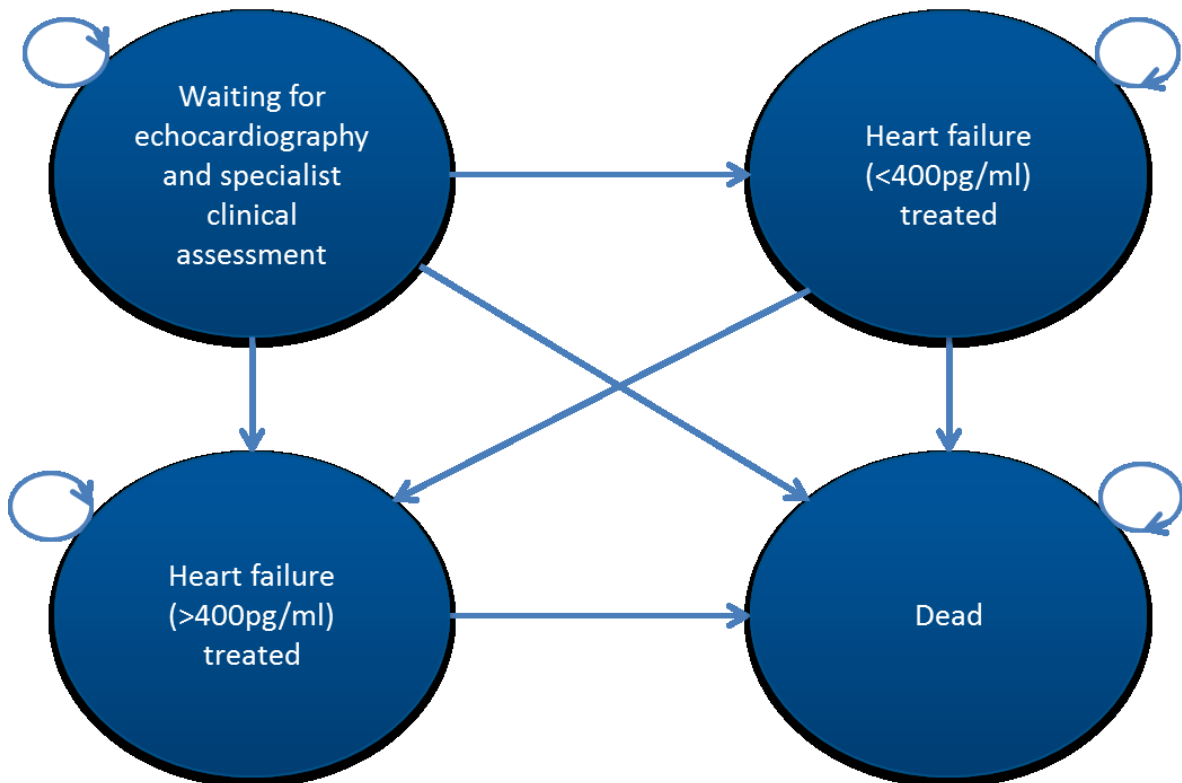 Waiting for
echocardiography
and specialist
clinical
assessment
Heart failure
(<400pg/ml)
treated
Heart failure
(>400pg/ml)
treated
Dead